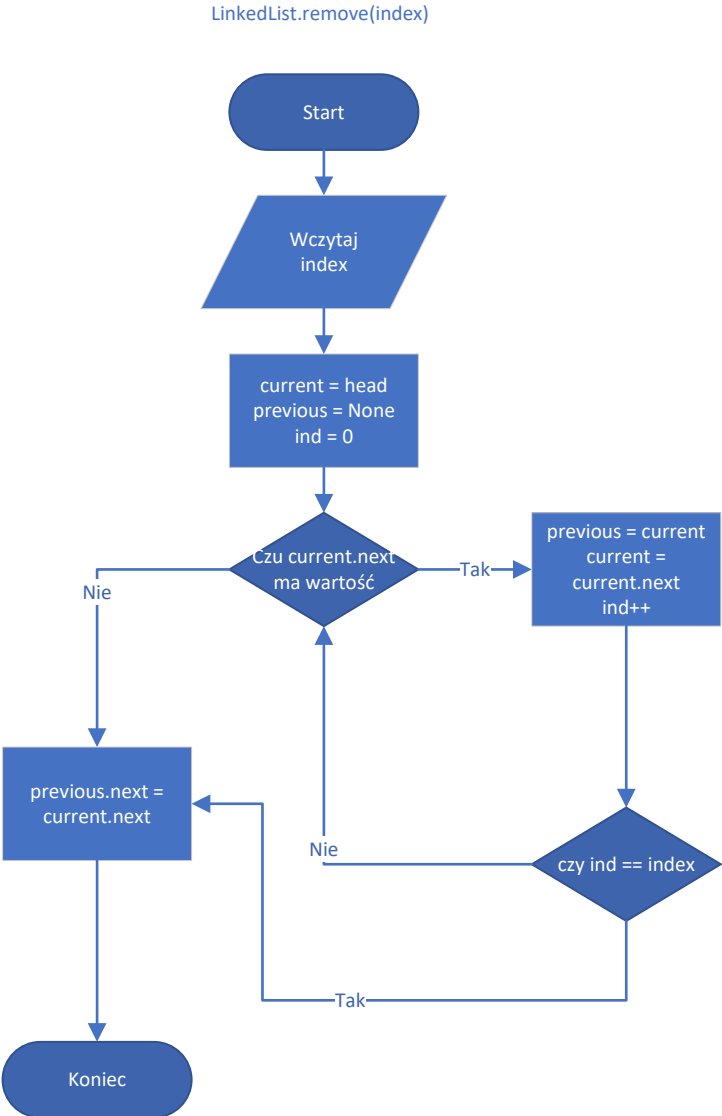 LinkedList.remove(index)
Start
Wczytaj
index
current = head
previous = None
ind = 0
Czu current.next
ma wartość
Tak
previous = current
current =
current.next
ind++
Nie
previous.next =
current.next
Nie
czy ind == index
Tak
Koniec